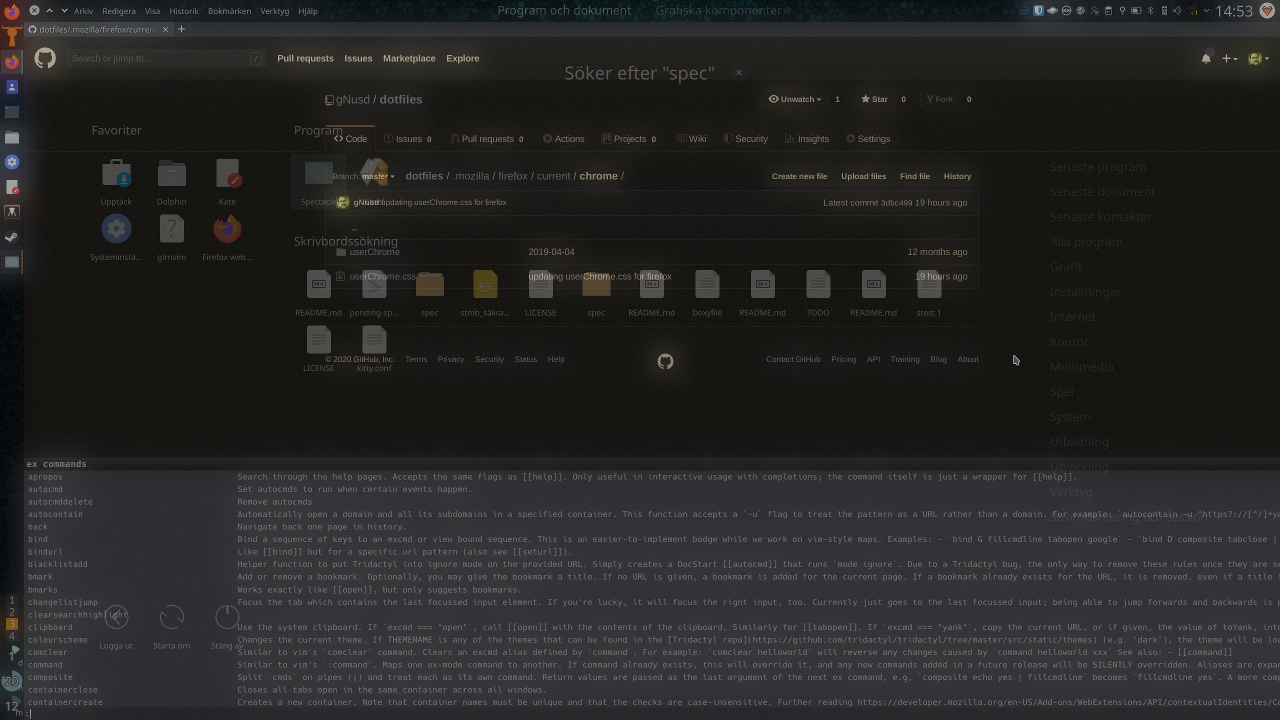 Arkiv Redigera Visa Historik Bokmärken Verktyg Hjälp
Program och dokument Grafiska komponenter
14:53
dotfiles/.mozilla/firefox/current
Search or jump to... /
Pull requests Issues Marketplace Explore
Söker efter "spec"
gNusd / dotfiles
Unwatch 1 Star 0 Fork 0
Favoriter
Program
Code Issues 0 Pull requests 0 Actions Projects 0 Wiki Security Insights Settings
Branch: master dotfiles / .mozilla / firefox / current / chrome /
Create new file Upload files Find file History
Upptäck Dolphin Kate
gNusd updating userChrome.css for firefox
Latest commit 3dbc499 19 hours ago
..
Skrivbordssökning
userChrome 2019-04-04 12 months ago
Systeminstä... glrnvim Firefox web...
userChrome.css updating userChrome.css for firefox 19 hours ago
README.md pending-sp... spec stmb_säkra... LICENSE spec README.md Doxyfile README.md TODO README.md stest.1
© 2020 GitHub, Inc. Terms Privacy Security Status Help
Contact GitHub Pricing API Training Blog About
LICENSE kitty.conf
Senaste program
Senaste dokument
Senaste kontakter
Alla program
Grafik
Inställningar
Internet
Kontor
Multimedia
Spel
System
Utbildning
Utveckling
Verktyg
ex commands
apropos Search through the help pages. Accepts the same flags as [[help]]. Only useful in interactive usage with completions; the command itself is just a wrapper for [[help]].
autocmd Set autocmds to run when certain events happen.
autocmddelete Remove autocmds
autocontain Automatically open a domain and all its subdomains in a specified container. This function accepts a `-u` flag to treat the pattern as a URL rather than a domain. For example: `autocontain -u ^https?://[^/]*
back Navigate back one page in history.
bind Bind a sequence of keys to an excmd or view bound sequence. This is an easier-to-implement bodge while we work on vim-style maps. Examples: - `bind G fillcmdline tabopen google` - `bind D composite tabclose |
bindurl Like [[bind]] but for a specific url pattern (also see [[seturl]]).
blacklistadd Helper function to put Tridactyl into ignore mode on the provided URL. Simply creates a DocStart [[autocmd]] that runs `mode ignore`. Due to a Tridactyl bug, the only way to remove these rules once they are se
bmark Add or remove a bookmark. Optionally, you may give the bookmark a title. If no URL is given, a bookmark is added for the current page. If a bookmark already exists for the URL, it is removed, even if a title
bmarks Works exactly like [[open]], but only suggests bookmarks.
changelistjump Focus the tab which contains the last focussed input element. If you're lucky, it will focus the right input, too. Currently just goes to the last focussed input; being able to jump forwards and backwards is p
clearsearchhighlight
clipboard Use the system clipboard. If `excmd === "open"`, call [[open]] with the contents of the clipboard. Similarly for [[tabopen]]. If `excmd === "yank"`, copy the current URL, or if given, the value of toYank, into
colourscheme Changes the current theme. If THEMENAME is any of the themes that can be found in the [Tridactyl repo](https://github.com/tridactyl/tridactyl/tree/master/src/static/themes) (e.g. 'dark'), the theme will be loa
comclear Similar to vim's `comclear` command. Clears an excmd alias defined by `command`. For example: `comclear helloworld` will reverse any changes caused by `command helloworld xxx` See also: - [[command]]
command Similar to vim's `:command`. Maps one ex-mode command to another. If command already exists, this will override it, and any new commands added in a future release will be SILENTLY overridden. Aliases are expan
composite Split `cmds` on pipes (|) and treat each as its own command. Return values are passed as the last argument of the next ex command, e.g, `composite echo yes | fillcmdline` becomes `fillcmdline yes`. A more comp
containerclose Closes all tabs open in the same container across all windows.
containercreate Creates a new container. Note that container names must be unique and that the checks are case-insensitive. Further reading https://developer.mozilla.org/en-US/Add-ons/WebExtensions/API/contextualIdentities/C
Logga ut Starta om Stäng av
1
2
3
4
20
12
: